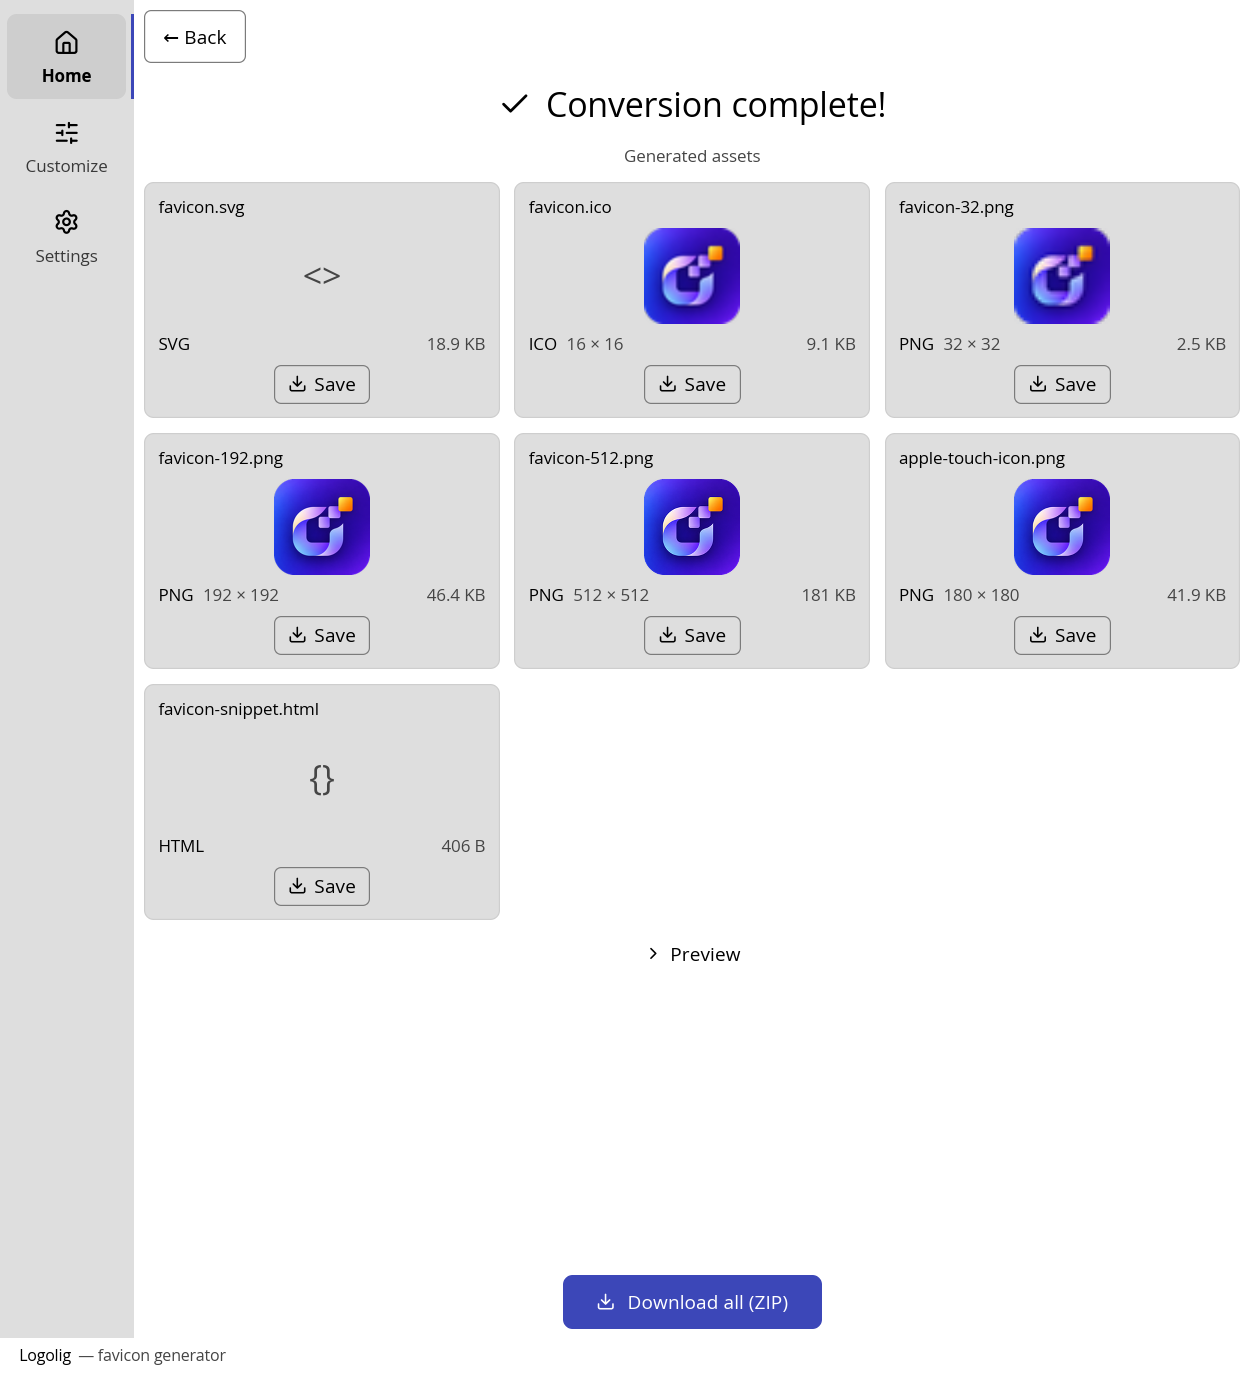 Home
Customize
Settings
← Back
Conversion complete!
Generated assets
favicon.svg
<>
SVG 18.9 KB
Save
favicon.ico
ICO 16 × 16 9.1 KB
Save
favicon-32.png
PNG 32 × 32 2.5 KB
Save
favicon-192.png
PNG 192 × 192 46.4 KB
Save
favicon-512.png
PNG 512 × 512 181 KB
Save
apple-touch-icon.png
PNG 180 × 180 41.9 KB
Save
favicon-snippet.html
{}
HTML 406 B
Save
Preview
Download all (ZIP)
Logolig — favicon generator